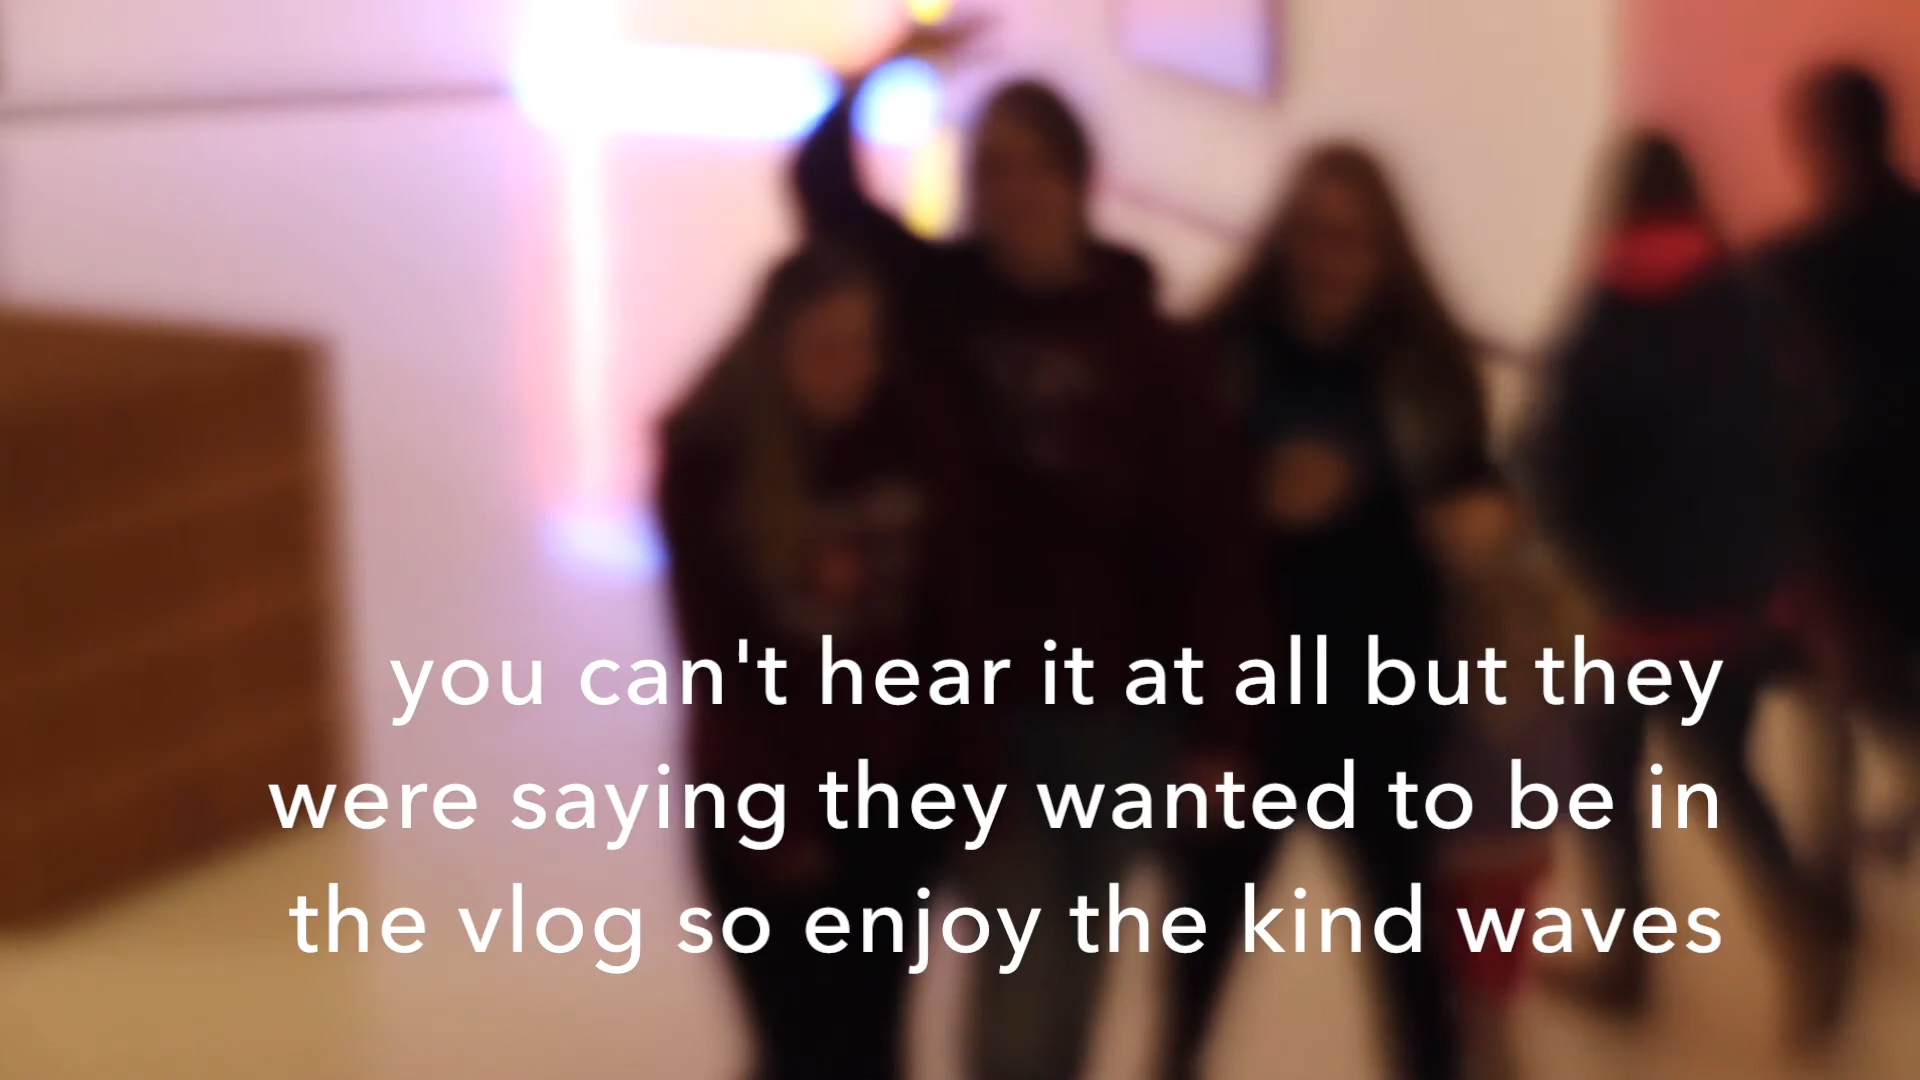 you can't hear it at all but they
were saying they wanted to be in
the vlog so enjoy the kind waves